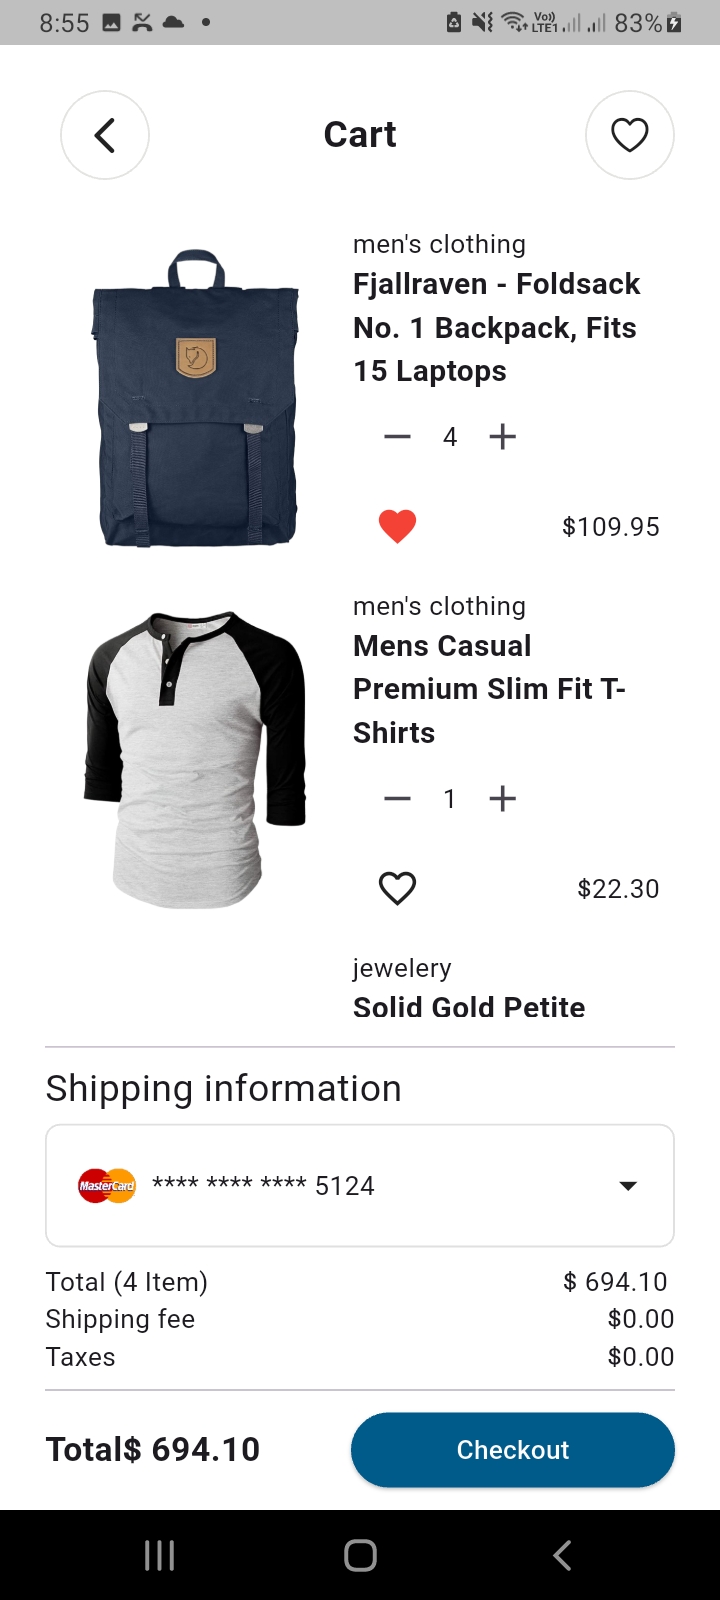 8:55
Vo))
LTE1
83%
Cart
men's clothing
Fjallraven - Foldsack
No. 1 Backpack, Fits
15 Laptops
4
$109.95
men's clothing
Mens Casual
Premium Slim Fit T-
Shirts
1
$22.30
jewelery
Solid Gold Petite
Shipping information
MasterCard **** **** **** 5124
Total (4 Item) $ 694.10
Shipping fee $0.00
Taxes $0.00
Total$ 694.10
Checkout